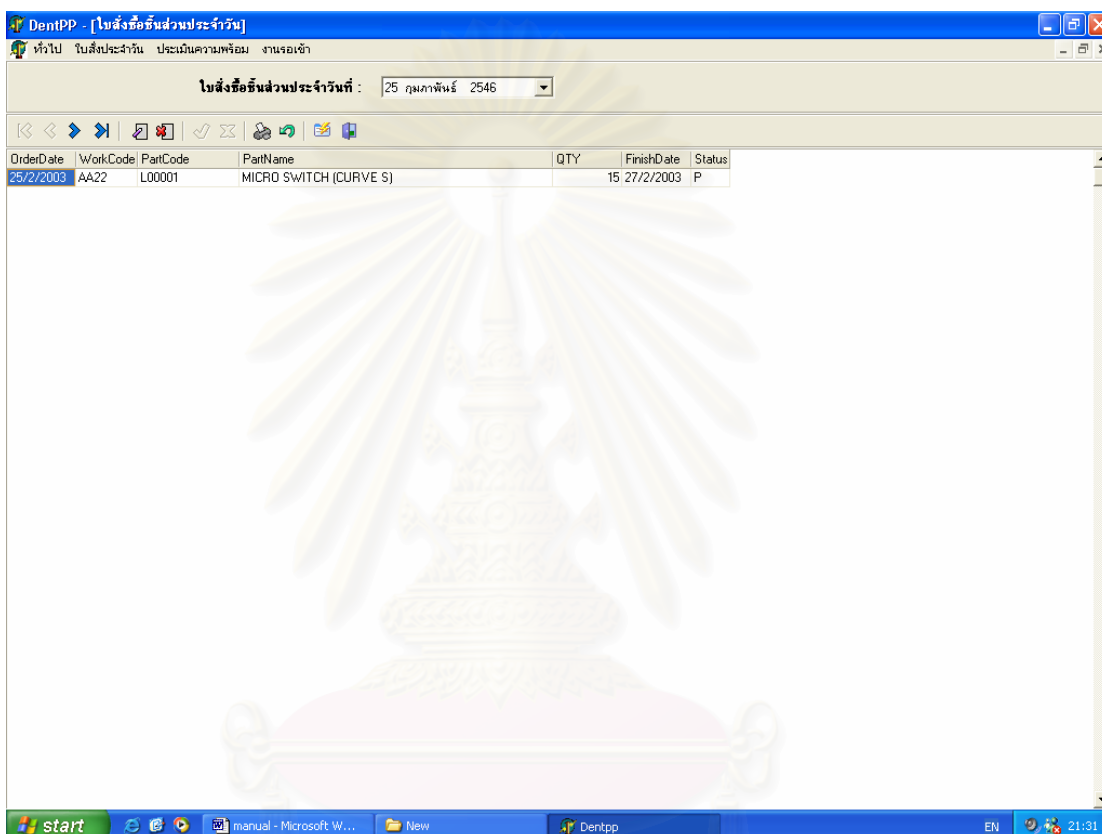 DentPP - [ใบสั่งซื้อชิ้นส่วนประจำวัน]
ทั่วไป ใบสั่งประจำวัน ประเมินความพร้อม งานรอเข้า
ใบสั่งซื้อชิ้นส่วนประจำวันที่ : 25 กุมภาพันธ์ 2546
OrderDate WorkCode PartCode PartName QTY FinishDate Status
25/2/2003 AA22 L00001 MICRO SWITCH (CURVE S) 15 27/2/2003 P
start manual - Microsoft W... New Dentpp EN 21:31